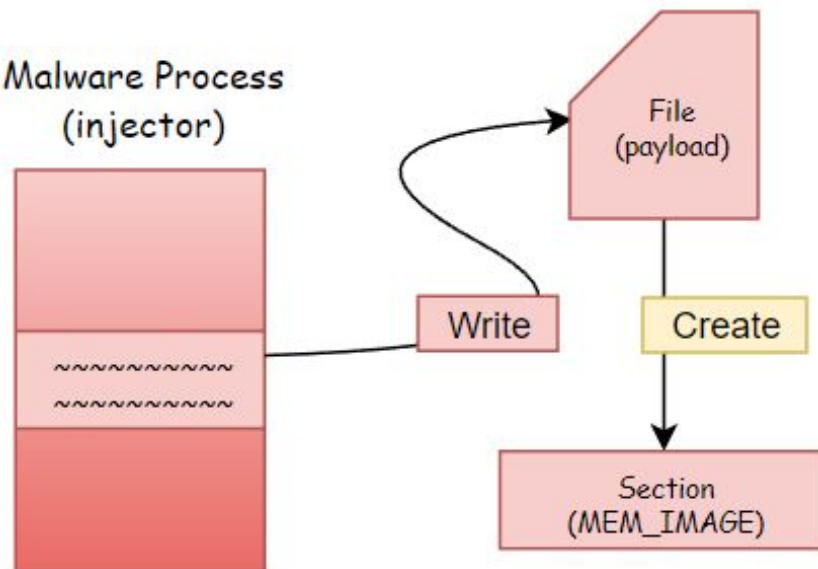 Malware Process
(injector)
File
(payload)
Write
Create
~~~~~~~~~~
~~~~~~~~~~
Section
(MEM_IMAGE)